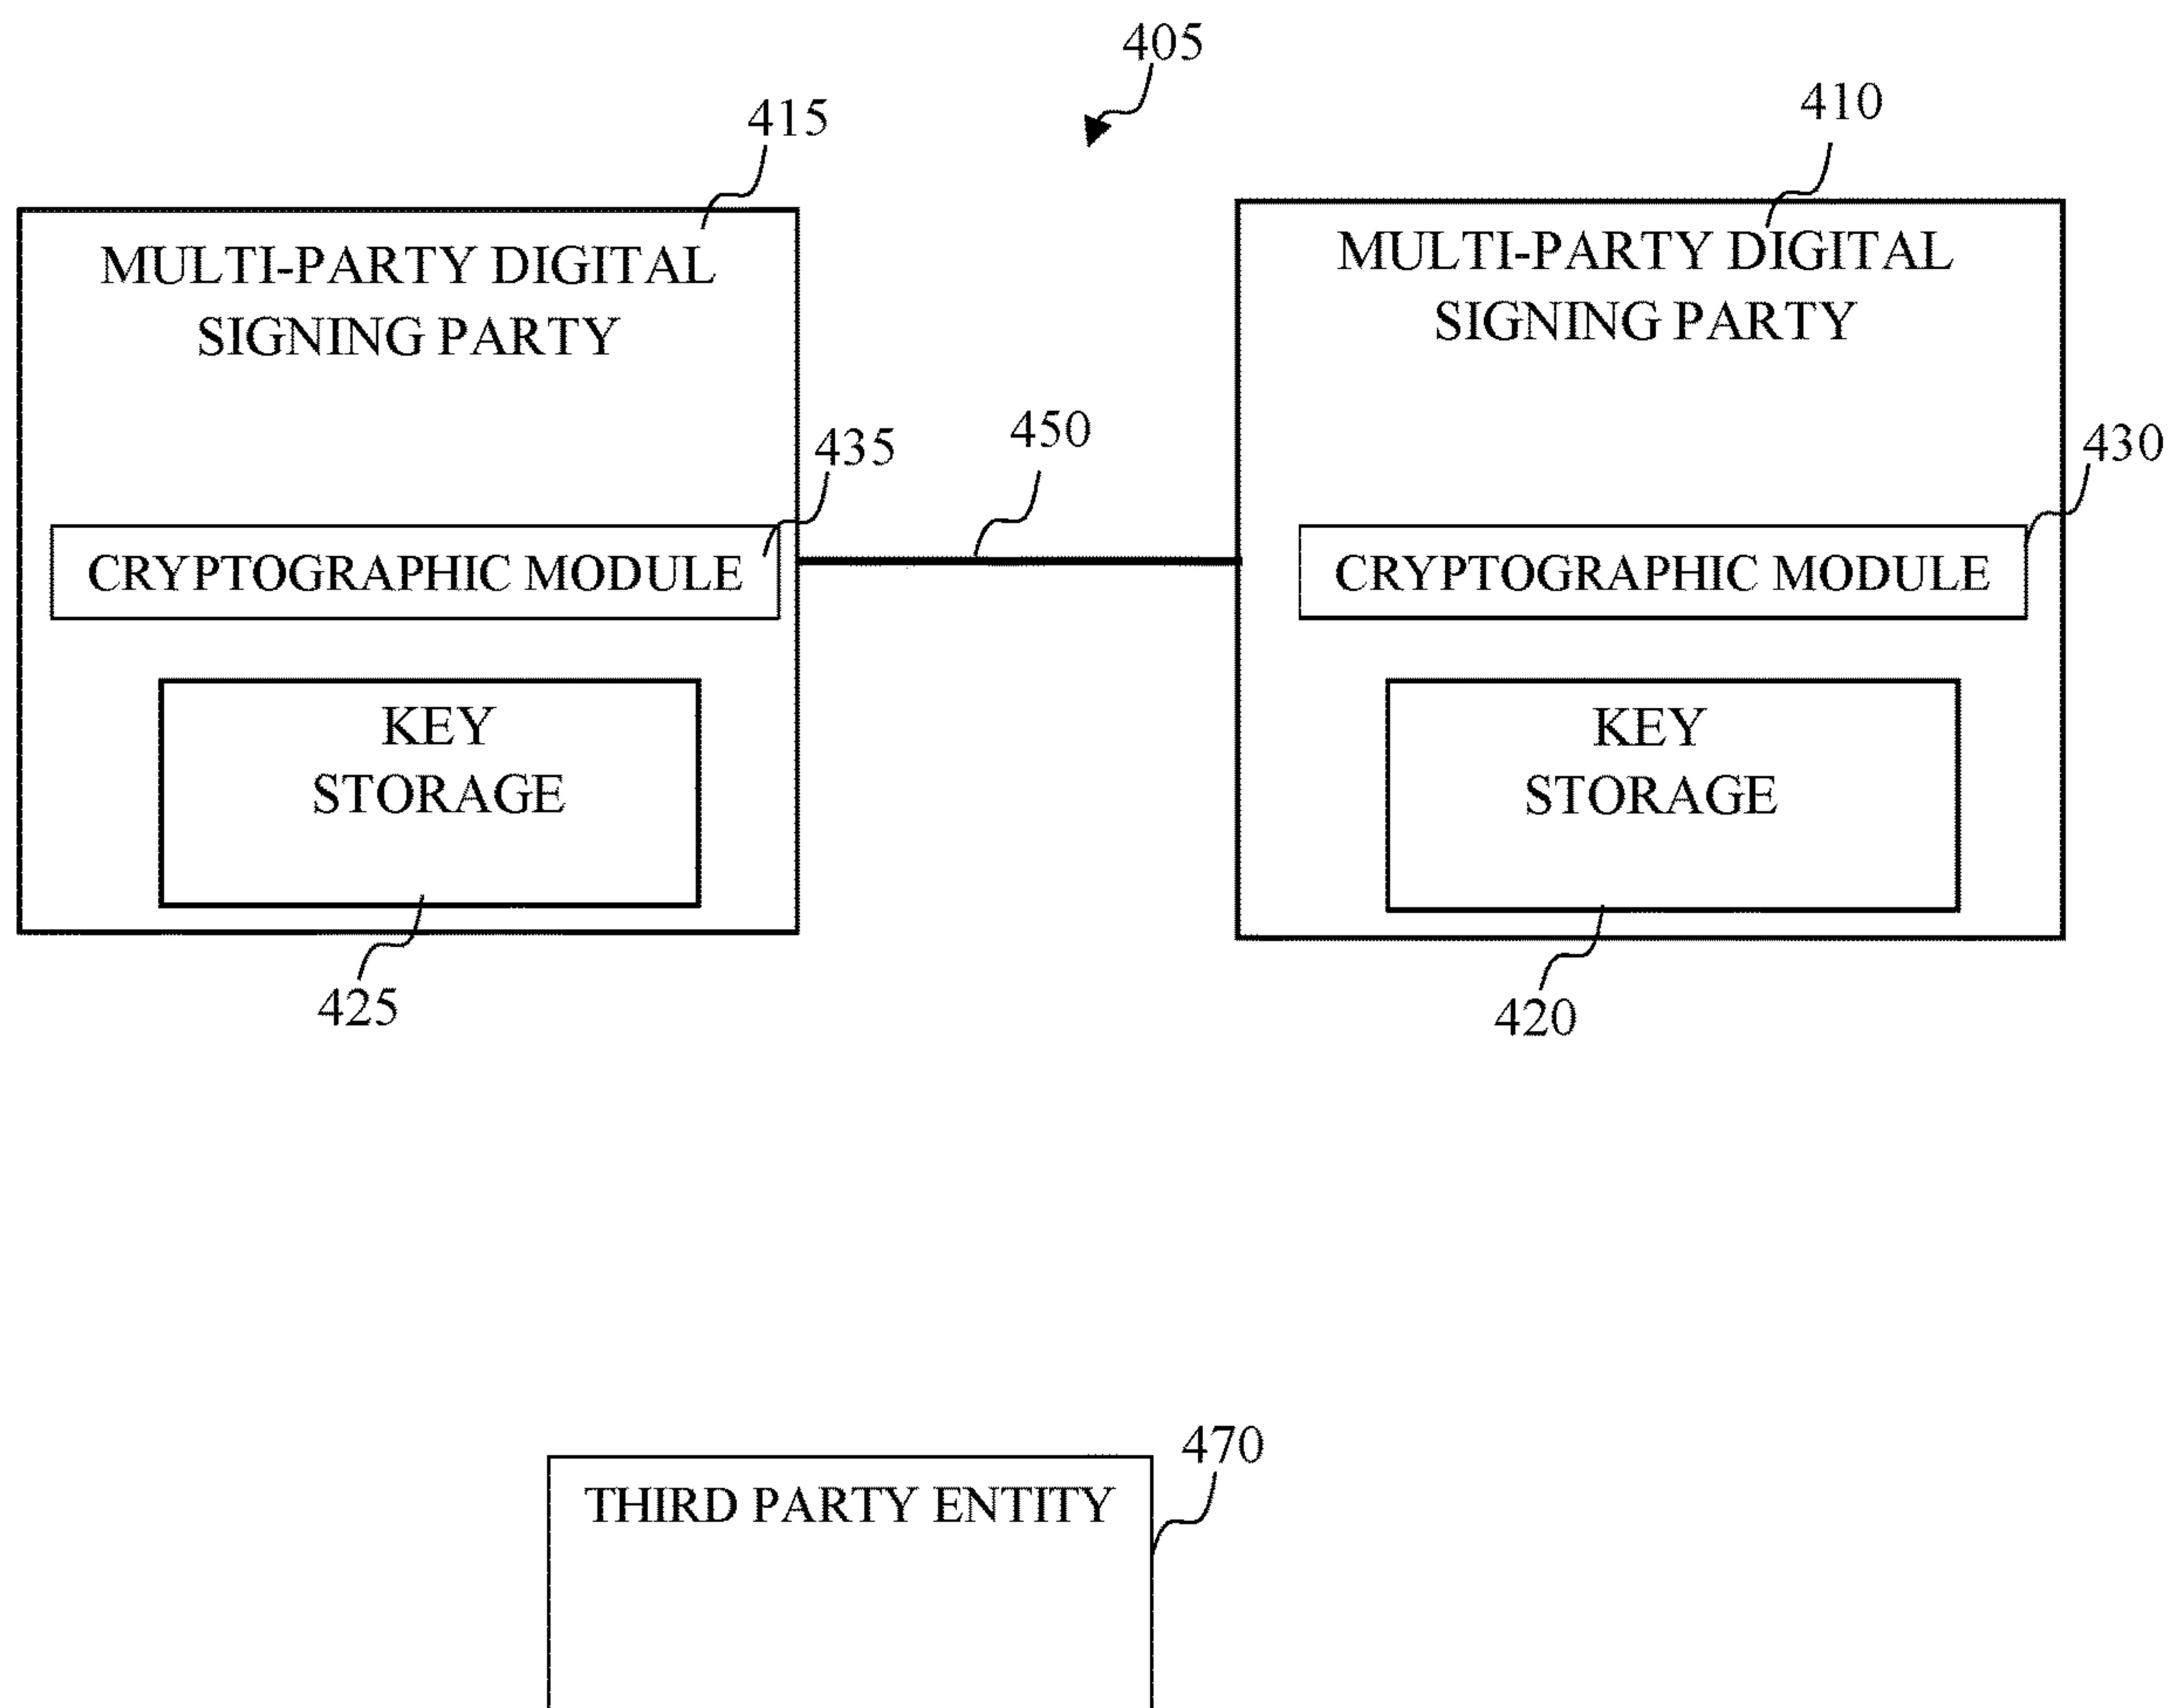 405
415
410
MULTI-PARTY DIGITAL
SIGNING PARTY
MULTI-PARTY DIGITAL
SIGNING PARTY
435
450
430
CRYPTOGRAPHIC MODULE
CRYPTOGRAPHIC MODULE
KEY
STORAGE
KEY
STORAGE
425
420
470
THIRD PARTY ENTITY